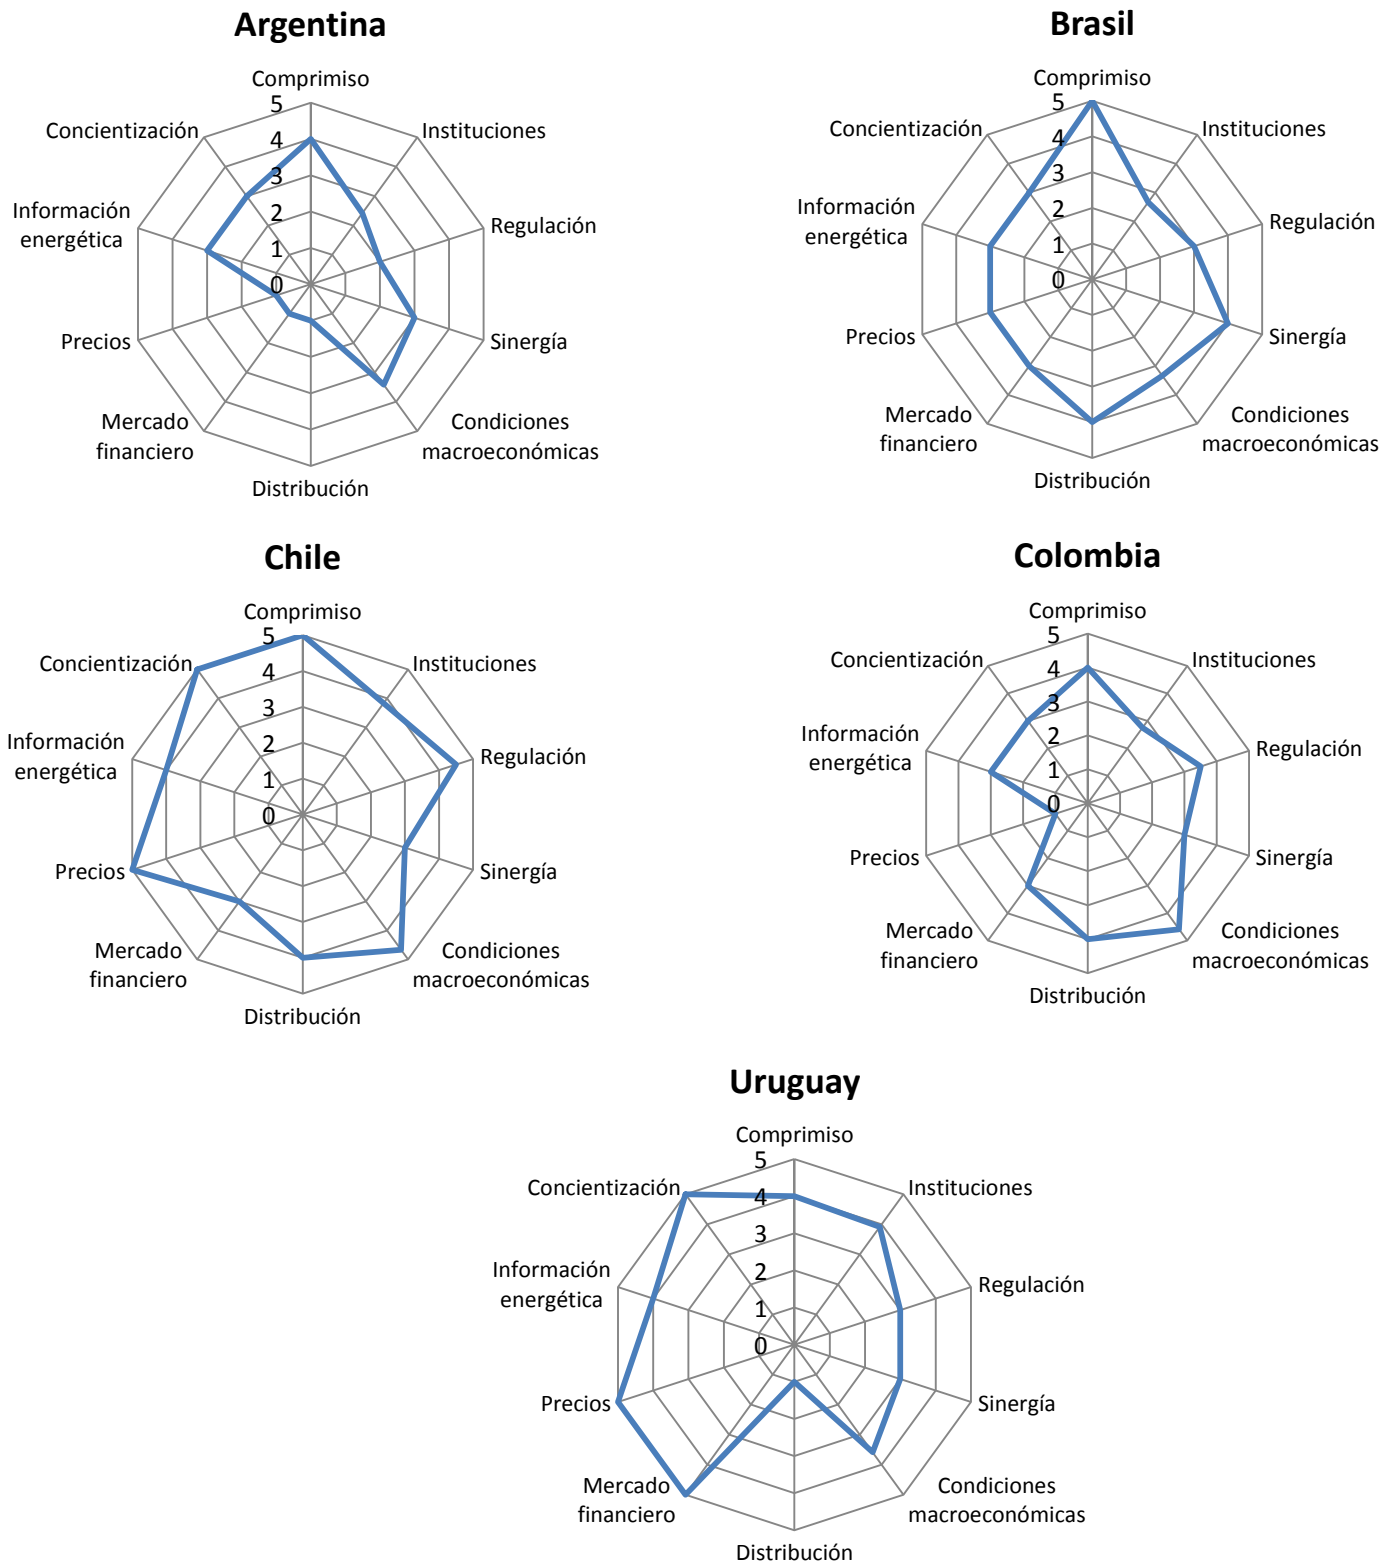 Argentina
Comprimiso
Instituciones
Regulación
Sinergía
Condiciones
macroeconómicas
Distribución
Mercado
financiero
Precios
Información
energética
Concientización
5
4
3
2
1
0
Brasil
Comprimiso
Instituciones
Regulación
Sinergía
Condiciones
macroeconómicas
Distribución
Mercado
financiero
Precios
Información
energética
Concientización
5
4
3
2
1
0
Chile
Comprimiso
Instituciones
Regulación
Sinergía
Condiciones
macroeconómicas
Distribución
Mercado
financiero
Precios
Información
energética
Concientización
5
4
3
2
1
0
Colombia
Comprimiso
Instituciones
Regulación
Sinergía
Condiciones
macroeconómicas
Distribución
Mercado
financiero
Precios
Información
energética
Concientización
5
4
3
2
1
0
Uruguay
Comprimiso
Instituciones
Regulación
Sinergía
Condiciones
macroeconómicas
Distribución
Mercado
financiero
Precios
Información
energética
Concientización
5
4
3
2
1
0